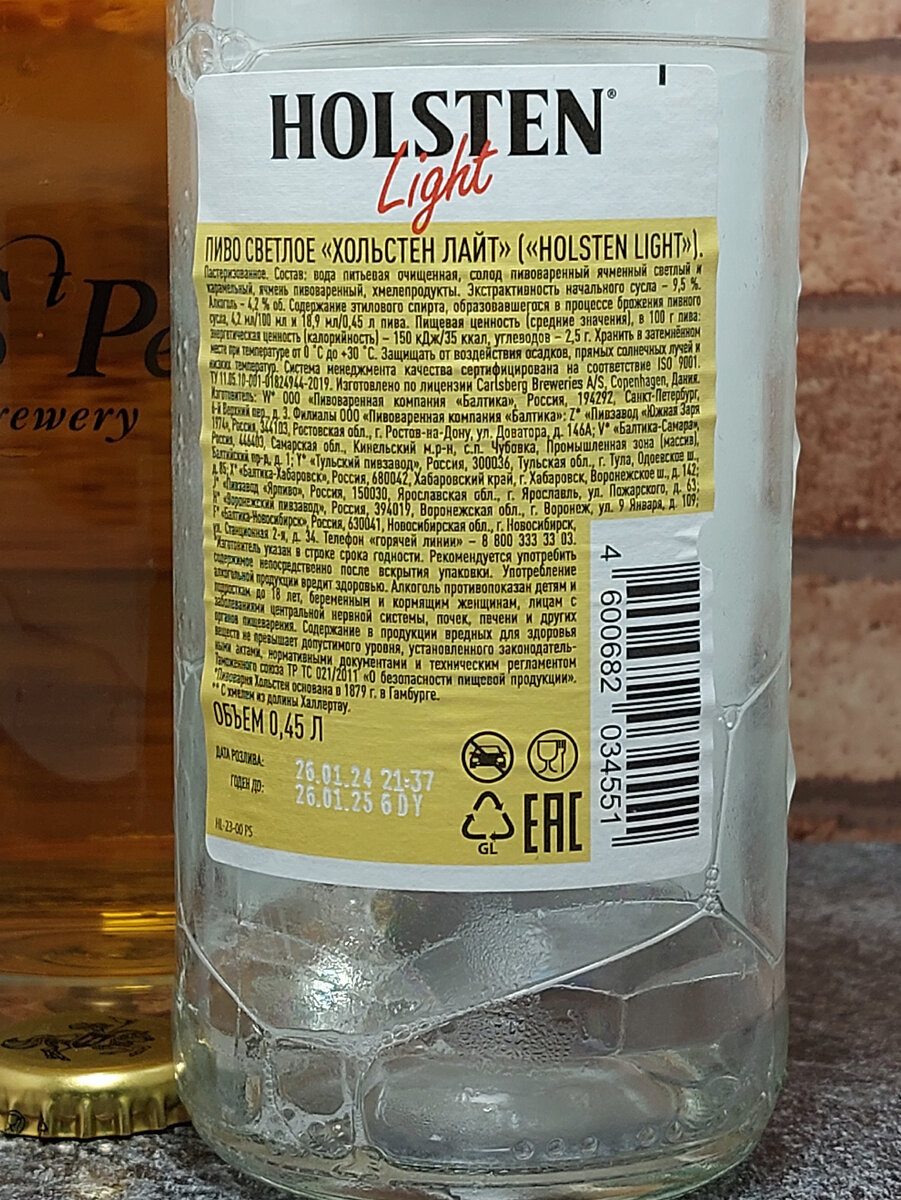 HOLSTEN®
Light
ПИВО СВЕТЛОЕ «ХОЛЬСТЕН ЛАЙТ» («HOLSTEN LIGHT»).
Пастеризованное. Состав: вода питьевая очищенная, солод пивоваренный ячменный светлый и
карамельный, ячмень пивоваренный, хмелепродукты. Экстрактивность начального сусла – 9,5 %.
Алкоголь – 4,2 % об. Содержание этилового спирта, образовавшегося в процессе брожения пивного
сусла, 4,2 мл/100 мл и 18,9 мл/0,45 л пива. Пищевая ценность (средние значения), в 100 г пива:
энергетическая ценность (калорийность) – 150 кДж/35 ккал, углеводов – 2,5 г. Хранить в затемнённом
месте при температуре от 0 °С до +30 °С. Защищать от воздействия осадков, прямых солнечных лучей и
низких температур. Система менеджмента качества сертифицирована на соответствие ISO 9001.
ТУ 11.05.10-001-01824944-2019. Изготовлено по лицензии Carlsberg Breweries A/S, Copenhagen, Дания.
Изготовитель: W* ООО «Пивоваренная компания «Балтика», Россия, 194292, Санкт-Петербург,
6-й Верхний пер., д. 3. Филиалы ООО «Пивоваренная компания «Балтика»: Z* «Пивзавод «Южная Заря
1974», Россия, 344103, Ростовская обл., г. Ростов-на-Дону, ул. Доватора, д. 146А; V* «Балтика-Самара»,
Россия, 446403, Самарская обл., Кинельский м.р-н, с.п. Чубовка, Промышленная зона (массив),
Балтийский пр-д, д. 1; Y* «Тульский пивзавод», Россия, 300036, Тульская обл., г. Тула, Одоевское ш.,
д. 85; X* «Балтика-Хабаровск», Россия, 680042, Хабаровский край, г. Хабаровск, Воронежское ш., д. 142;
J* «Пивзавод «Ярпиво», Россия, 150030, Ярославская обл., г. Ярославль, ул. Пожарского, д. 63;
H* «Воронежский пивзавод», Россия, 394019, Воронежская обл., г. Воронеж, ул. 9 Января, д. 109;
F* «Балтика-Новосибирск», Россия, 630041, Новосибирская обл., г. Новосибирск,
ул. Станционная 2-я, д. 34. Телефон «горячей линии» – 8 800 333 33 03.
*Изготовитель указан в строке срока годности. Рекомендуется употребить
содержимое непосредственно после вскрытия упаковки. Употребление
алкогольной продукции вредит здоровью. Алкоголь противопоказан детям и
подросткам до 18 лет, беременным и кормящим женщинам, лицам с
заболеваниями центральной нервной системы, почек, печени и других
органов пищеварения. Содержание в продукции вредных для здоровья
веществ не превышает допустимого уровня, установленного законодатель-
ными актами, нормативными документами и техническим регламентом
Таможенного союза ТР ТС 021/2011 «О безопасности пищевой продукции».
*Пивоварня Хольстен основана в 1879 г. в Гамбурге.
** С хмелем из долины Халлертау.
ОБЪЕМ 0,45 Л
ДАТА РОЗЛИВА: 26.01.24 21:37
ГОДЕН ДО: 26.01.25 6DY
HL-23-00 PS
GL
EAC
4 600682 034551
St Pe
rewery